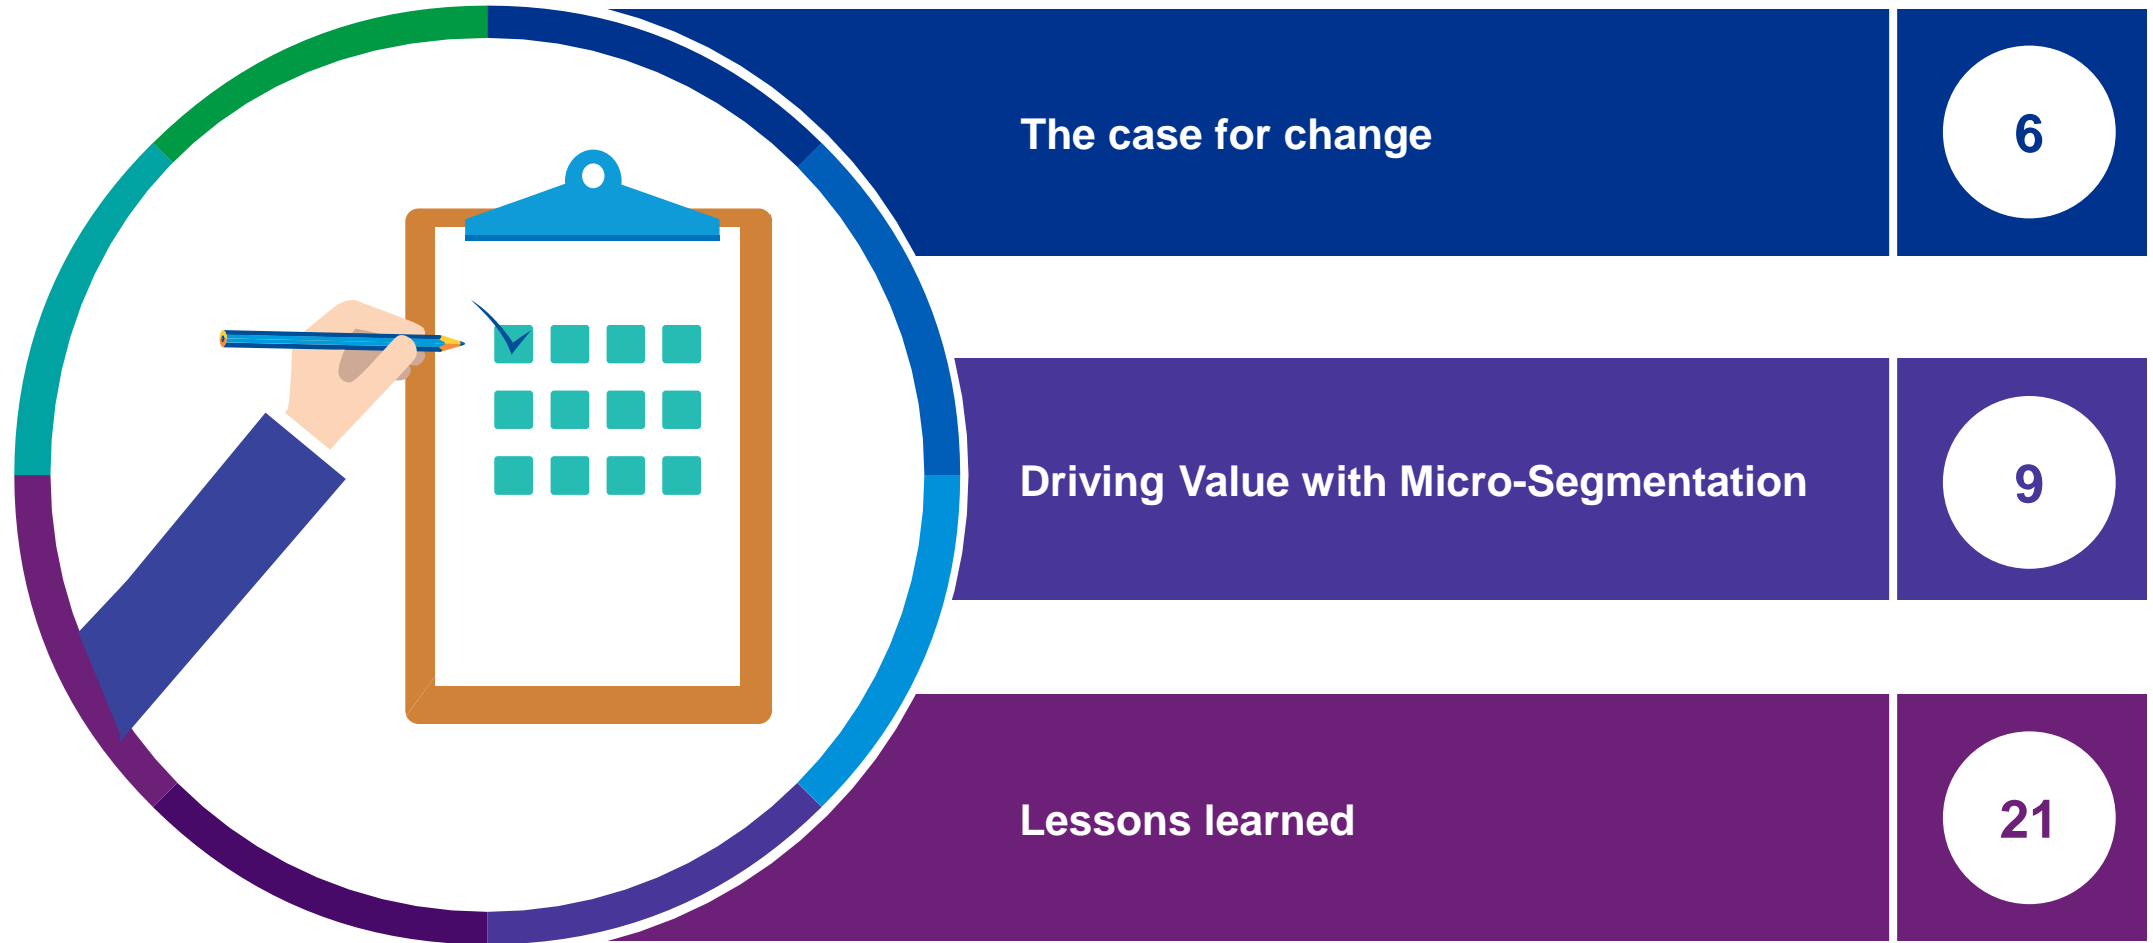 The case for change
6
Driving Value with Micro-Segmentation
9
Lessons learned
21